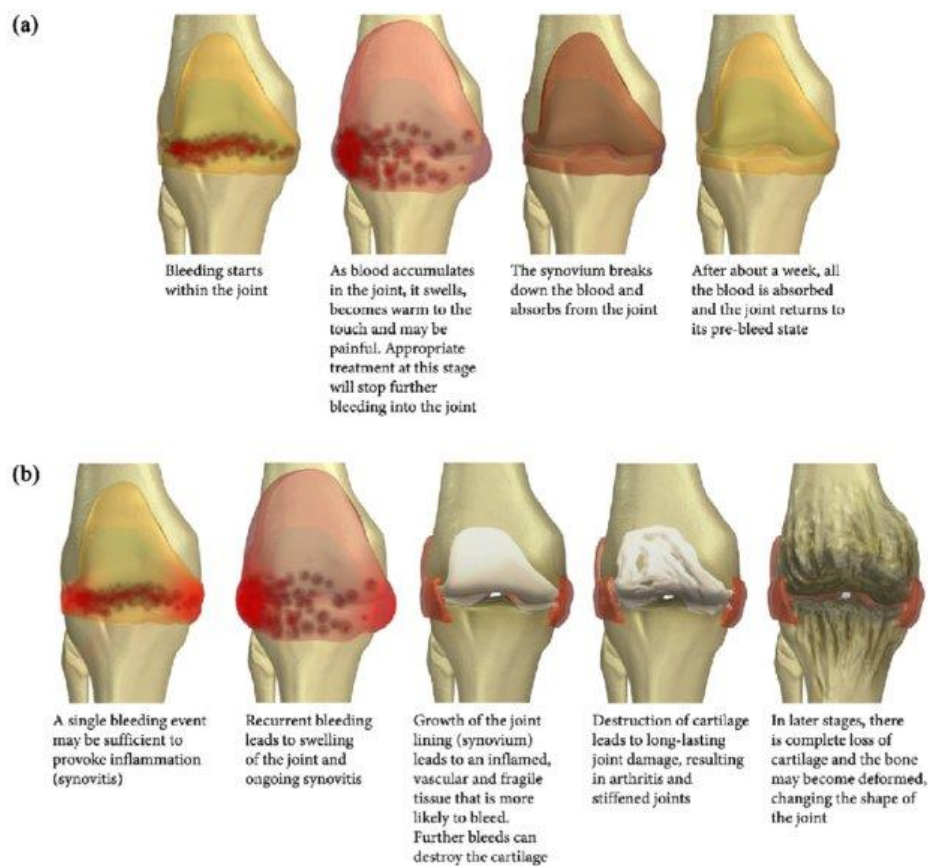 (a)
Bleeding starts
within the joint
As blood accumulates
in the joint, it swells,
becomes warm to the
touch and may be
painful. Appropriate
treatment at this stage
will stop further
bleeding into the joint
The synovium breaks
down the blood and
absorbs from the joint
After about a week, all
the blood is absorbed
and the joint returns to
its pre-bleed state
(b)
A single bleeding event
may be sufficient to
provoke inflammation
(synovitis)
Recurrent bleeding
leads to swelling
of the joint and
ongoing synovitis
Growth of the joint
lining (synovium)
leads to an inflamed,
vascular and fragile
tissue that is more
likely to bleed.
Further bleeds can
destroy the cartilage
Destruction of cartilage
leads to long-lasting
joint damage, resulting
in arthritis and
stiffened joints
In later stages, there
is complete loss of
cartilage and the bone
may become deformed,
changing the shape of
the joint